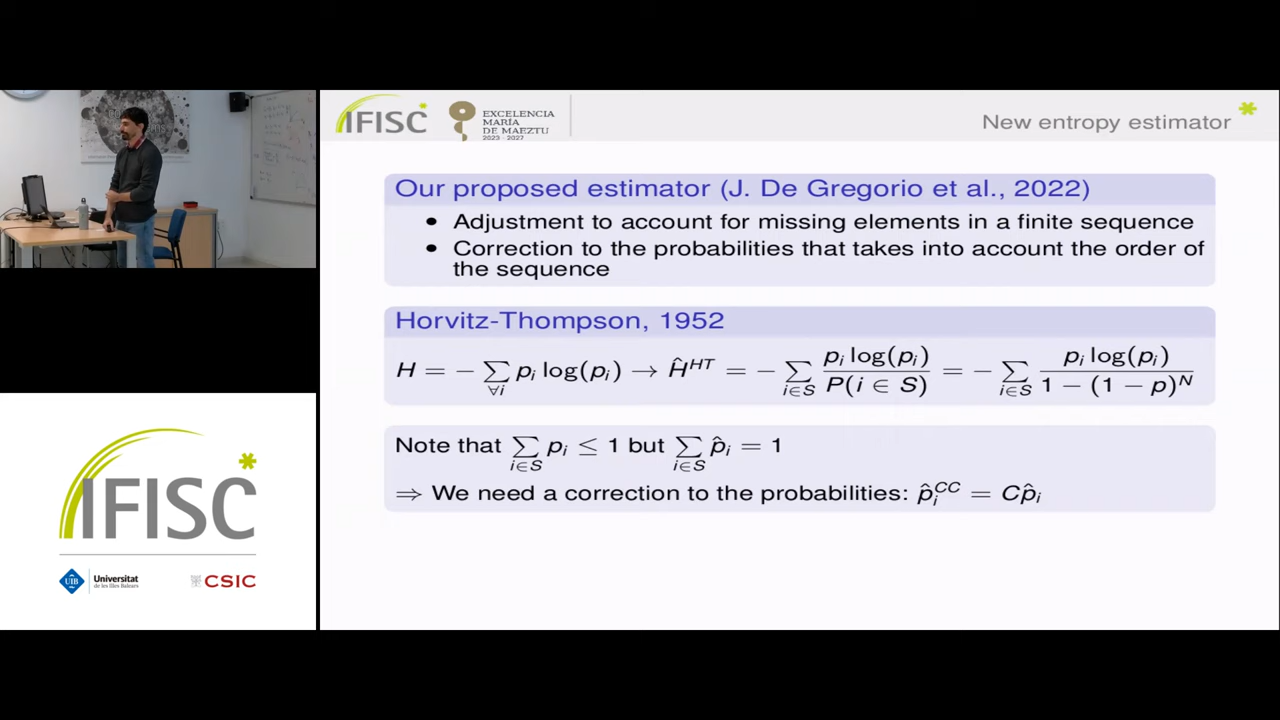 IFISC
EXCELENCIA
MARÍA
DE MAEZTU
2023 - 2027
New entropy estimator
Our proposed estimator (J. De Gregorio et al., 2022)
• Adjustment to account for missing elements in a finite sequence
• Correction to the probabilities that takes into account the order of
the sequence
Horvitz-Thompson, 1952
H = − ∑_{∀i} p_i log(p_i) → Ĥ^{HT} = − ∑_{i∈S} p_i log(p_i) / P(i ∈ S) = − ∑_{i∈S} p_i log(p_i) / 1 − (1 − p)^N
Note that ∑_{i∈S} p_i ≤ 1 but ∑_{i∈S} p̂_i = 1
⇒ We need a correction to the probabilities: p̂_i^{CC} = Cp̂_i
IFISC
UIB
Universitat
de les Illes Balears
CSIC